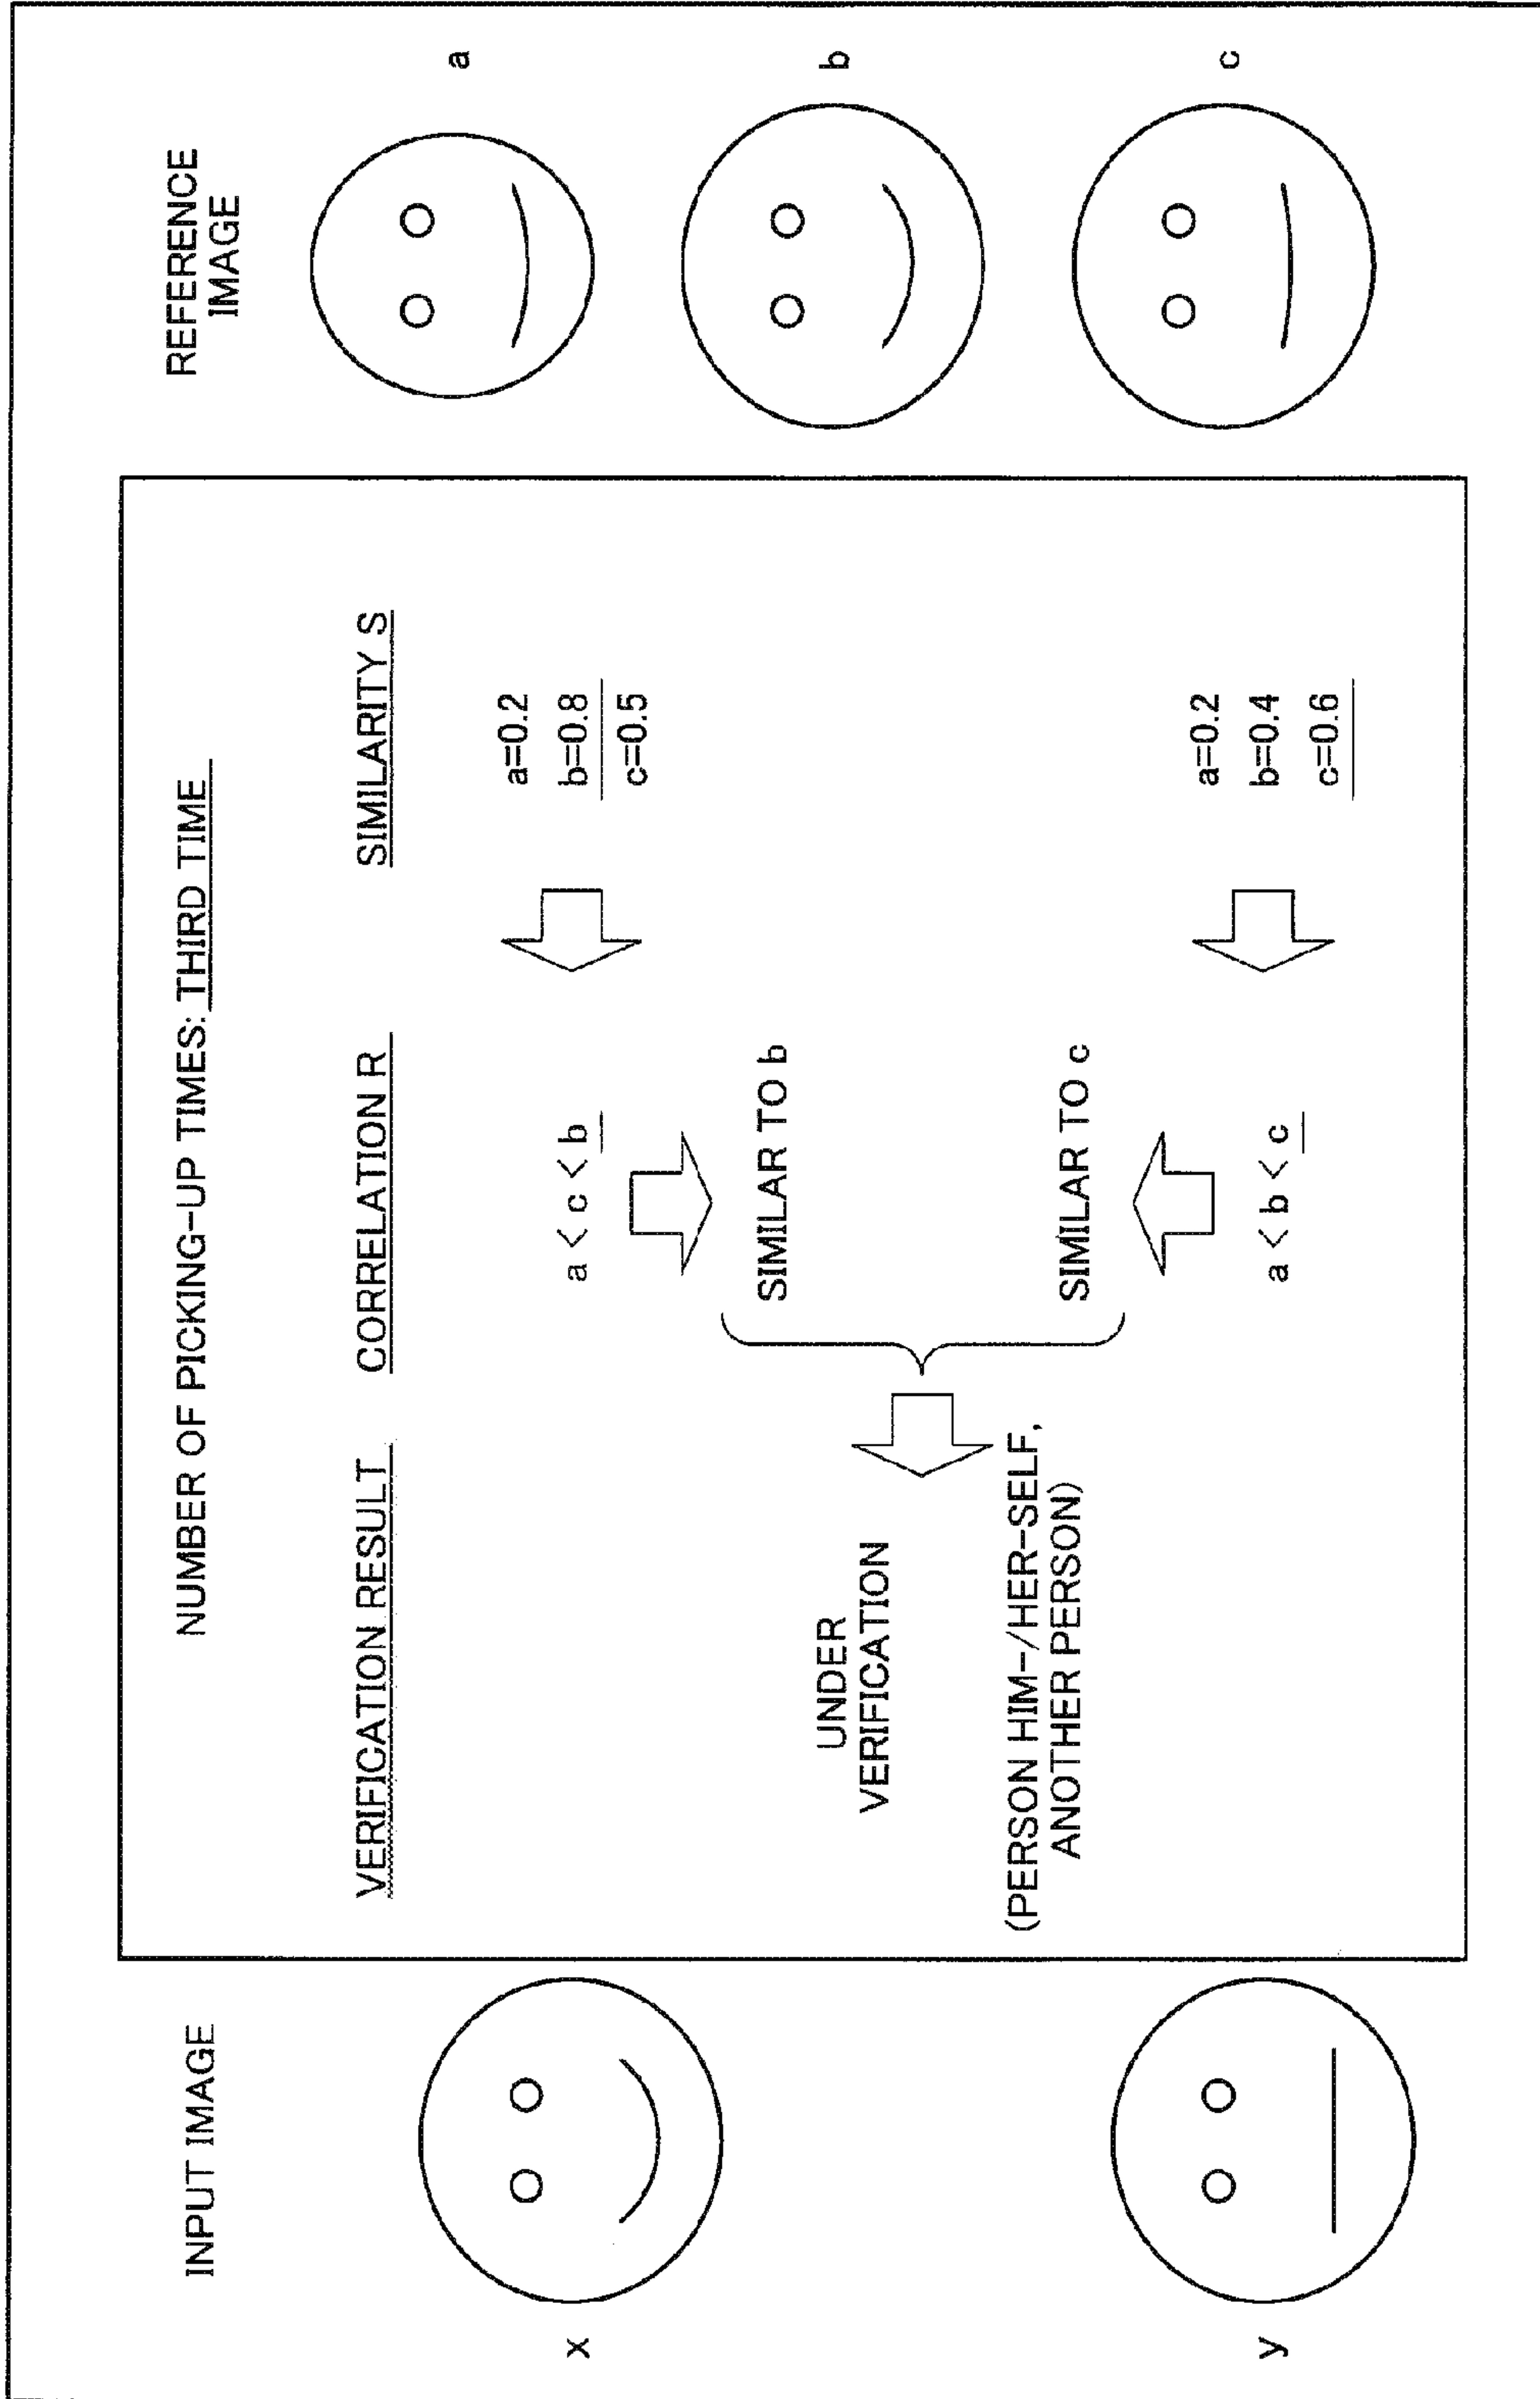 NUMBER OF PICKING-UP TIMES: THIRD TIME
INPUT IMAGE
REFERENCE
IMAGE
VERIFICATION RESULT
CORRELATION R
SIMILARITY S
x
a < c < b
a=0.2
b=0.8
c=0.5
a
SIMILAR TO b
UNDER
VERIFICATION
b
(PERSON HIM-/HER-SELF,
ANOTHER PERSON)
SIMILAR TO c
y
a < b < c
a=0.2
b=0.4
c=0.6
c